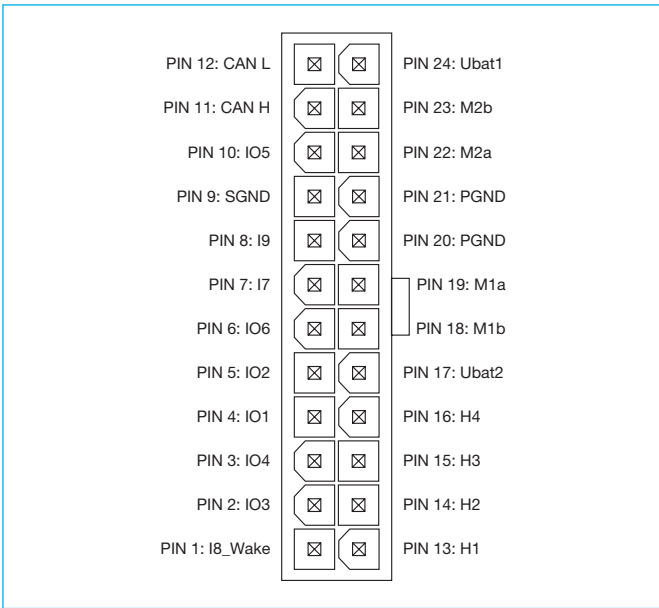 PIN 12: CAN L
PIN 24: Ubat1
PIN 11: CAN H
PIN 23: M2b
PIN 10: IO5
PIN 22: M2a
PIN 9: SGND
PIN 21: PGND
PIN 8: I9
PIN 20: PGND
PIN 7: I7
PIN 19: M1a
PIN 6: IO6
PIN 18: M1b
PIN 5: IO2
PIN 17: Ubat2
PIN 4: IO1
PIN 16: H4
PIN 3: IO4
PIN 15: H3
PIN 2: IO3
PIN 14: H2
PIN 1: I8_Wake
PIN 13: H1